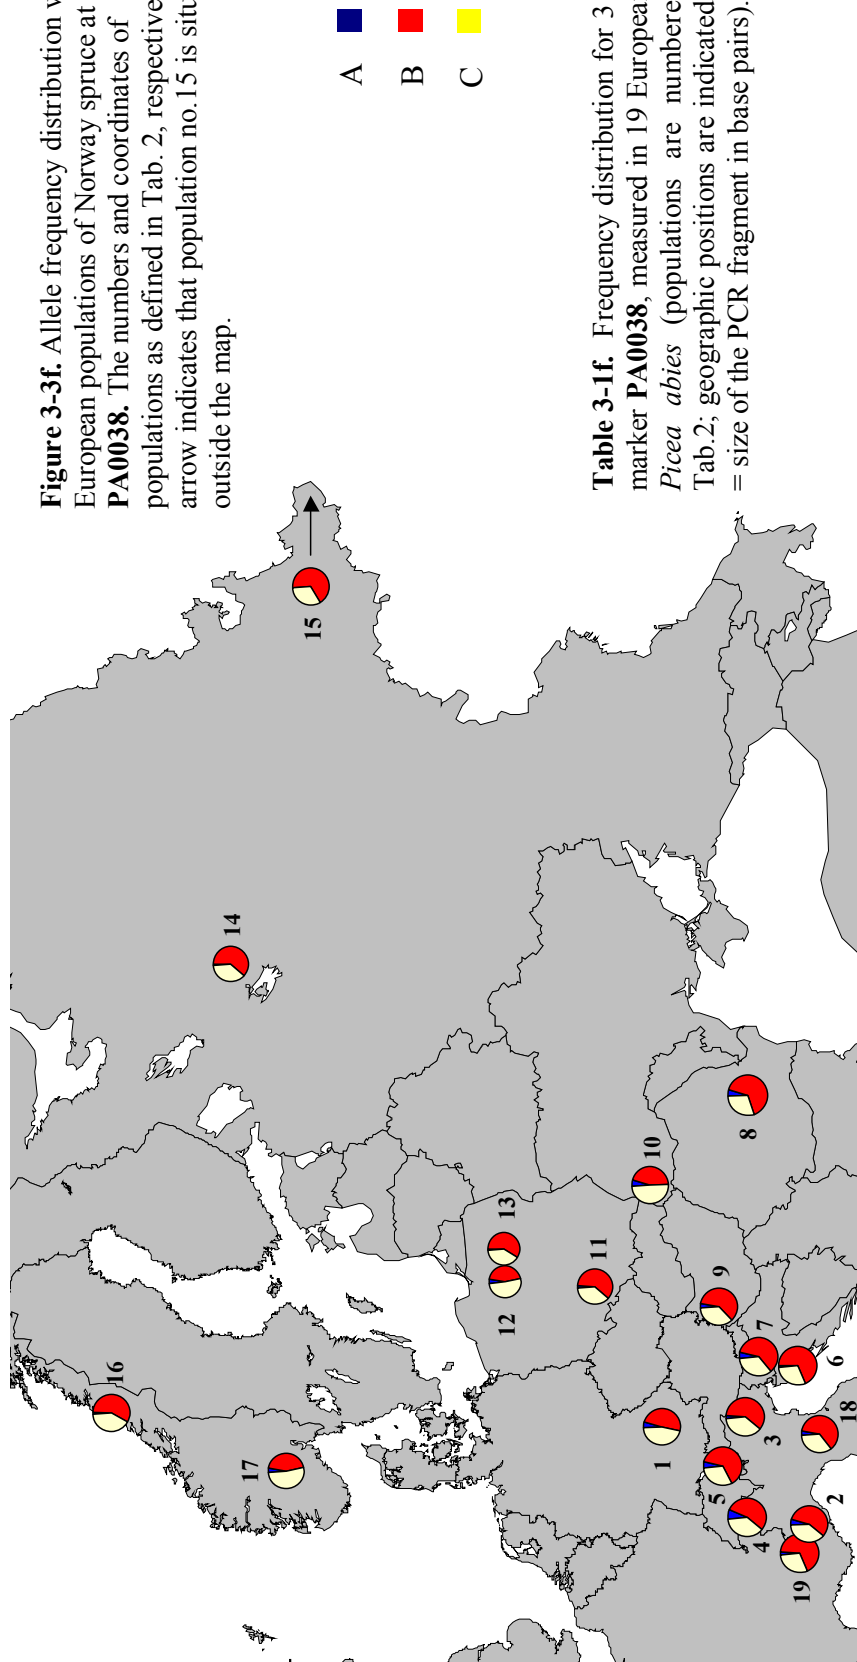 Figure 3-3f. Allele frequency distribution
European populations of Norway spruce at
PA0038. The numbers and coordinates of
populations as defined in Tab. 2,
arrow indicates that population no.15 is
outside the map.
A
B
C
Table 3-1f. Frequency distribution for 3
marker PA0038, measured in 19
Picea abies (populations are
Tab.2; geographic positions are indicated
= size of the PCR fragment in base pairs).
16
17
14
15
13
12
11
10
9
8
7
6
1
3
5
4
18
2
19